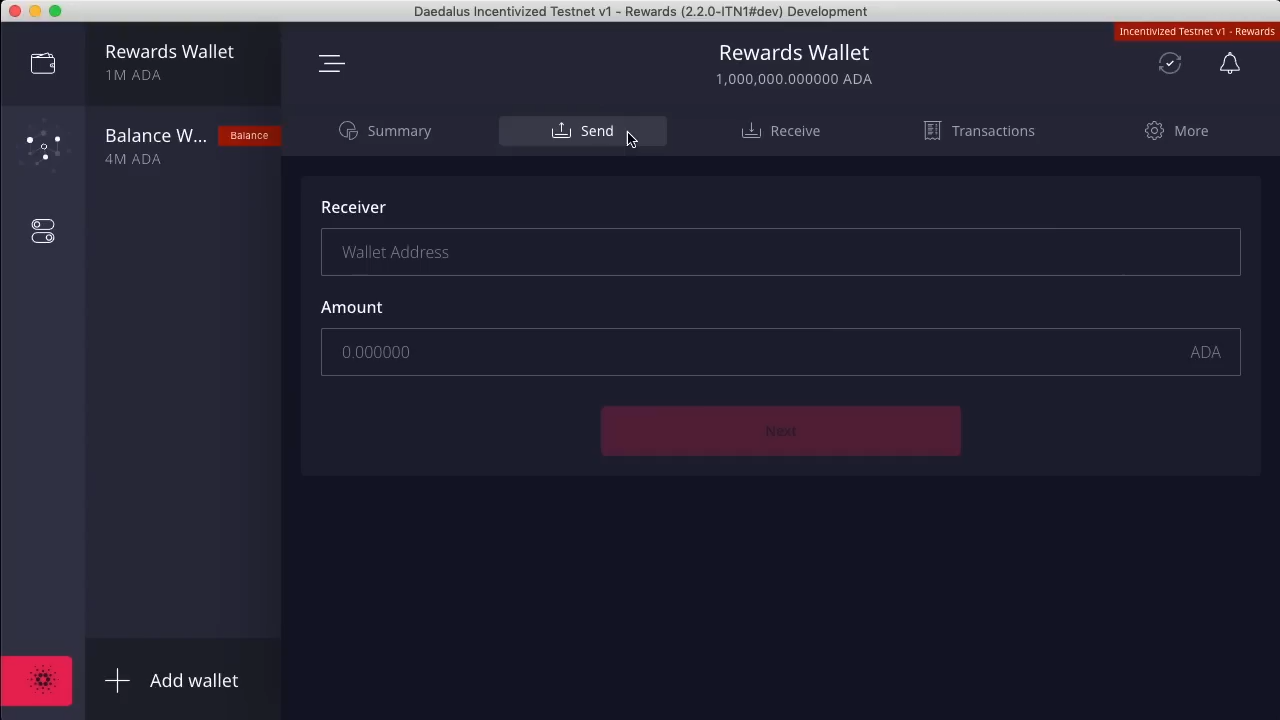 Daedalus Incentivized Testnet v1 - Rewards (2.2.0-ITN1#dev) Development
Incentivized Testnet v1 - Rewards
Rewards Wallet
1M ADA
Balance W...
Balance
4M ADA
Add wallet
Rewards Wallet
1,000,000.000000 ADA
Summary
Send
Receive
Transactions
More
Receiver
Wallet Address
Amount
0.000000 ADA
Next